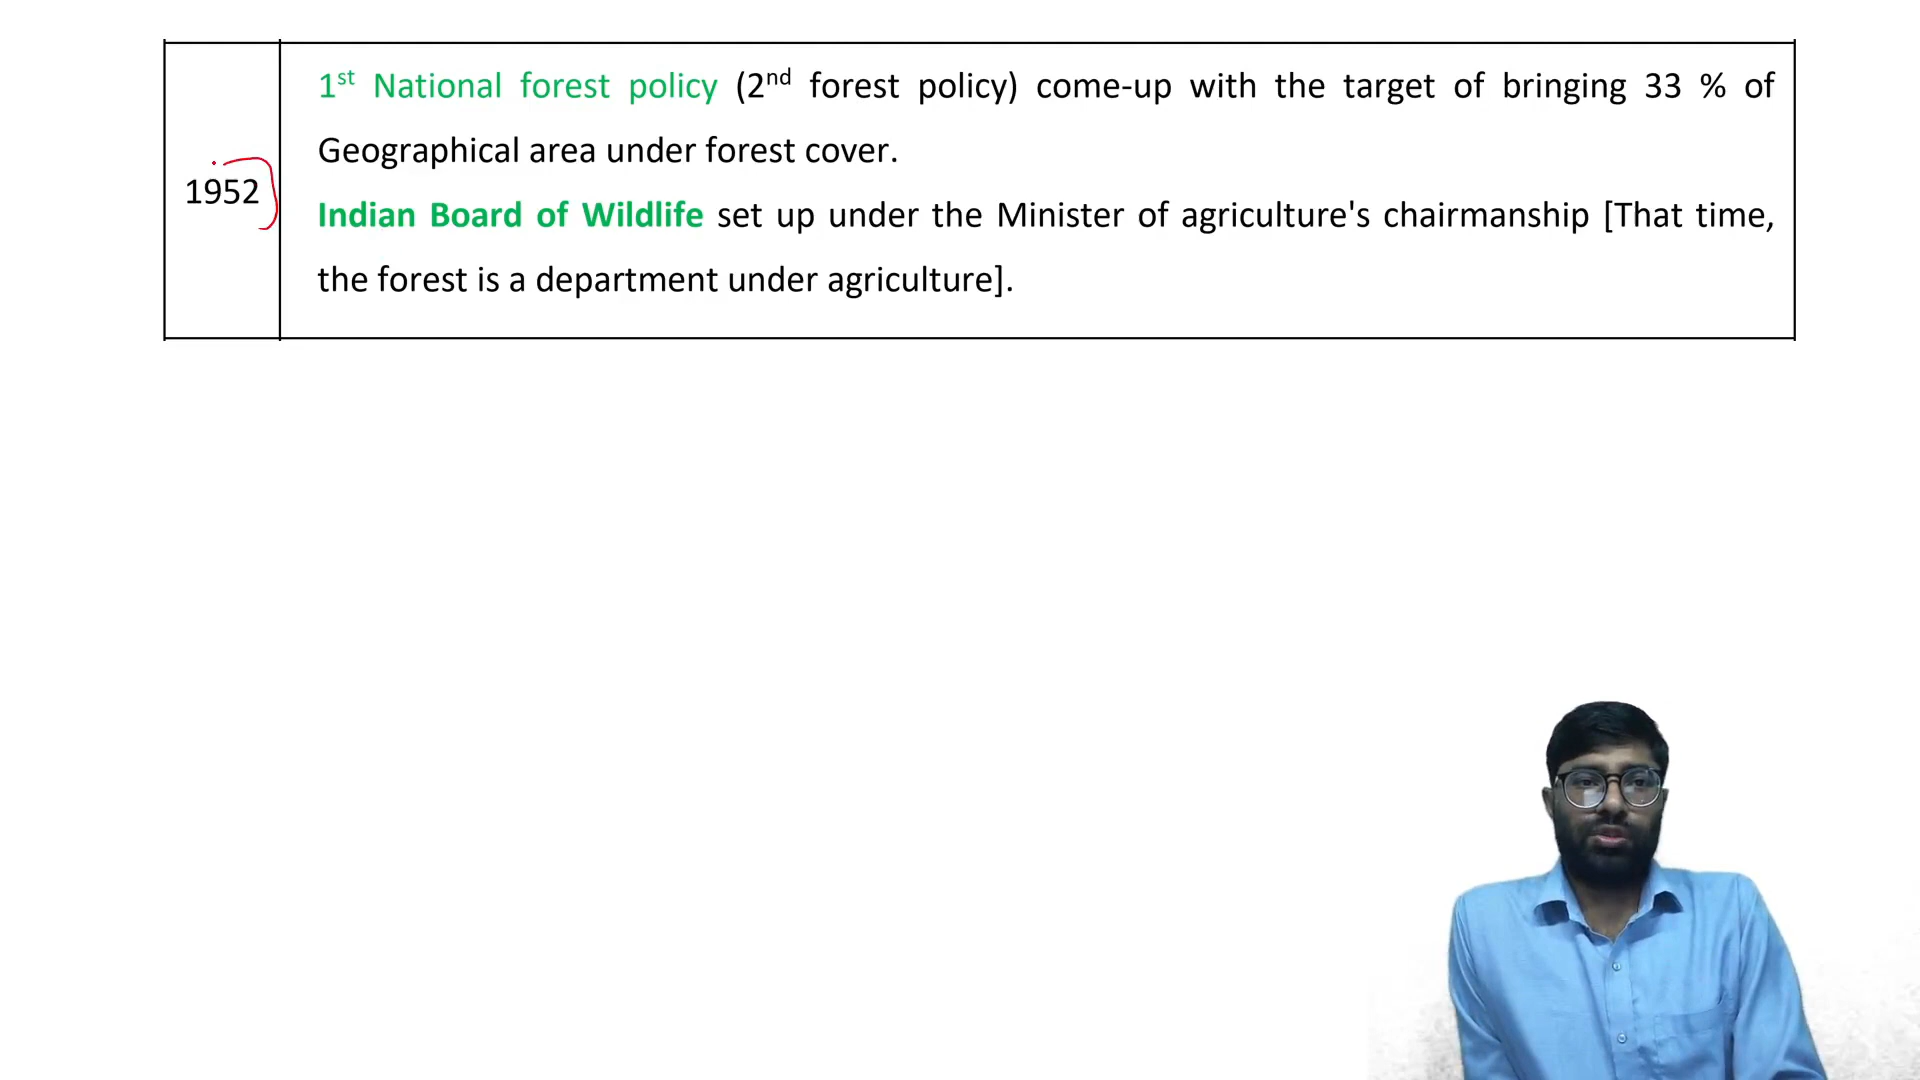 1st National forest policy (2nd forest policy) come-up with the target of bringing 33 % of
Geographical area under forest cover.
1952
Indian Board of Wildlife set up under the Minister of agriculture's chairmanship [That time,
the forest is a department under agriculture].